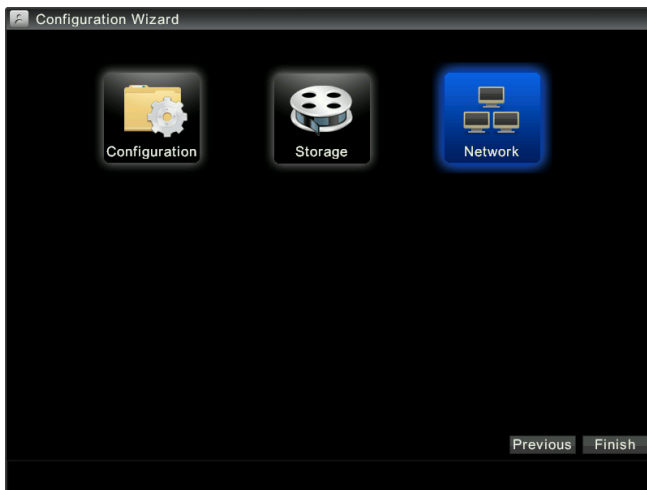 Configuration Wizard
Configuration
Storage
Network
Previous
Finish